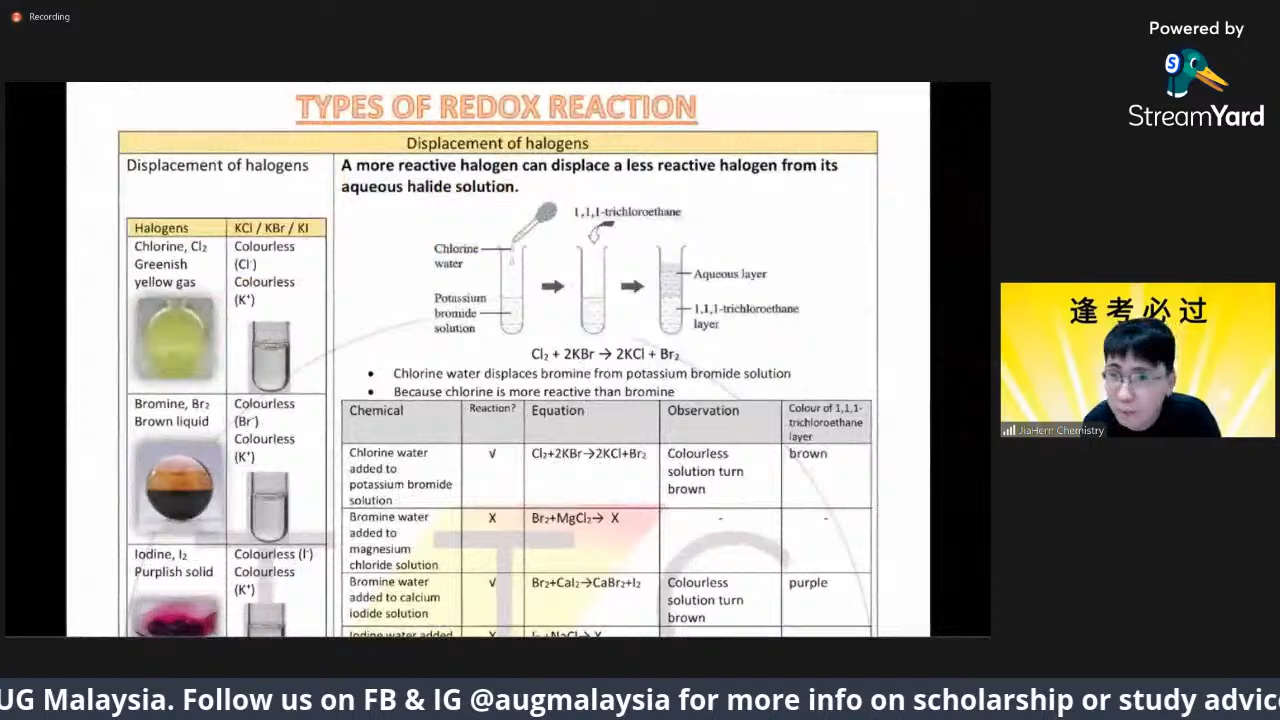 Recording
Powered by
StreamYard
TYPES OF REDOX REACTION
Displacement of halogens
Displacement of halogens
Halogens KCl / KBr / KI
Chlorine, Cl₂
Greenish
yellow gas
Colourless
(Cl⁻)
Colourless
(K⁺)
Bromine, Br₂
Brown liquid
Colourless
(Br⁻)
Colourless
(K⁺)
Iodine, I₂
Purplish solid
Colourless (I⁻)
Colourless
(K⁺)
A more reactive halogen can displace a less reactive halogen from its
aqueous halide solution.
1,1,1-trichloroethane
Chlorine
water
Potassium
bromide
solution
Aqueous layer
1,1,1-trichloroethane
layer
Cl₂ + 2KBr → 2KCl + Br₂
• Chlorine water displaces bromine from potassium bromide solution
• Because chlorine is more reactive than bromine
Chemical
Reaction?
Equation
Observation
Colour of 1,1,1-
trichloroethane
layer
Chlorine water
added to
potassium bromide
solution
√
Cl₂+2KBr→2KCl+Br₂
Colourless
solution turn
brown
brown
Bromine water
added to
magnesium
chloride solution
X
Br₂+MgCl₂→ X
-
-
Bromine water
added to calcium
iodide solution
√
Br₂+CaI₂→CaBr₂+I₂
Colourless
solution turn
brown
purple
Iodine water added
X
I₂+NaCl→ X
逢考必过
JiaHern Chemistry
UG Malaysia. Follow us on FB & IG @augmalaysia for more info on scholarship or study advic